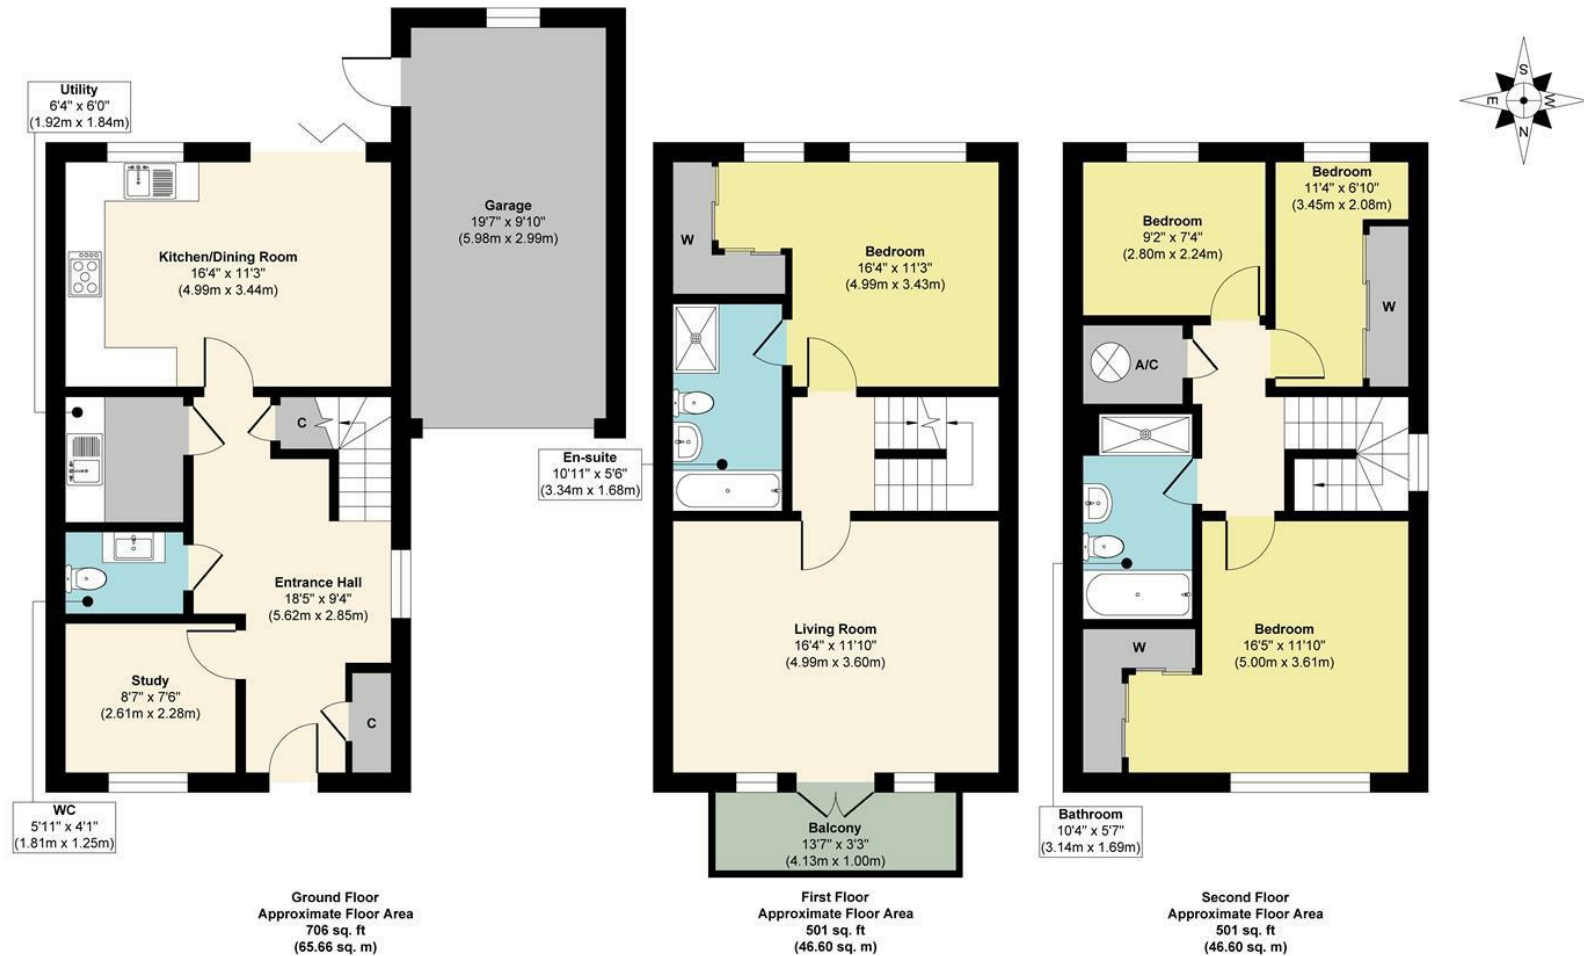 Utility
6'4" x 6'0"
(1.92m x 1.84m)
Kitchen/Dining Room
16'4" x 11'3"
(4.99m x 3.44m)
Garage
19'7" x 9'10"
(5.98m x 2.99m)
C
Entrance Hall
18'5" x 9'4"
(5.62m x 2.85m)
Study
8'7" x 7'6"
(2.61m x 2.28m)
C
WC
5'11" x 4'1"
(1.81m x 1.25m)
Ground Floor
Approximate Floor Area
706 sq. ft
(65.66 sq. m)
W
Bedroom
16'4" x 11'3"
(4.99m x 3.43m)
En-suite
10'11" x 5'6"
(3.34m x 1.68m)
Living Room
16'4" x 11'10"
(4.99m x 3.60m)
Balcony
13'7" x 3'3"
(4.13m x 1.00m)
First Floor
Approximate Floor Area
501 sq. ft
(46.60 sq. m)
S
E
W
N
Bedroom
11'4" x 6'10"
(3.45m x 2.08m)
Bedroom
9'2" x 7'4"
(2.80m x 2.24m)
W
A/C
W
Bedroom
16'5" x 11'10"
(5.00m x 3.61m)
Bathroom
10'4" x 5'7"
(3.14m x 1.69m)
Second Floor
Approximate Floor Area
501 sq. ft
(46.60 sq. m)